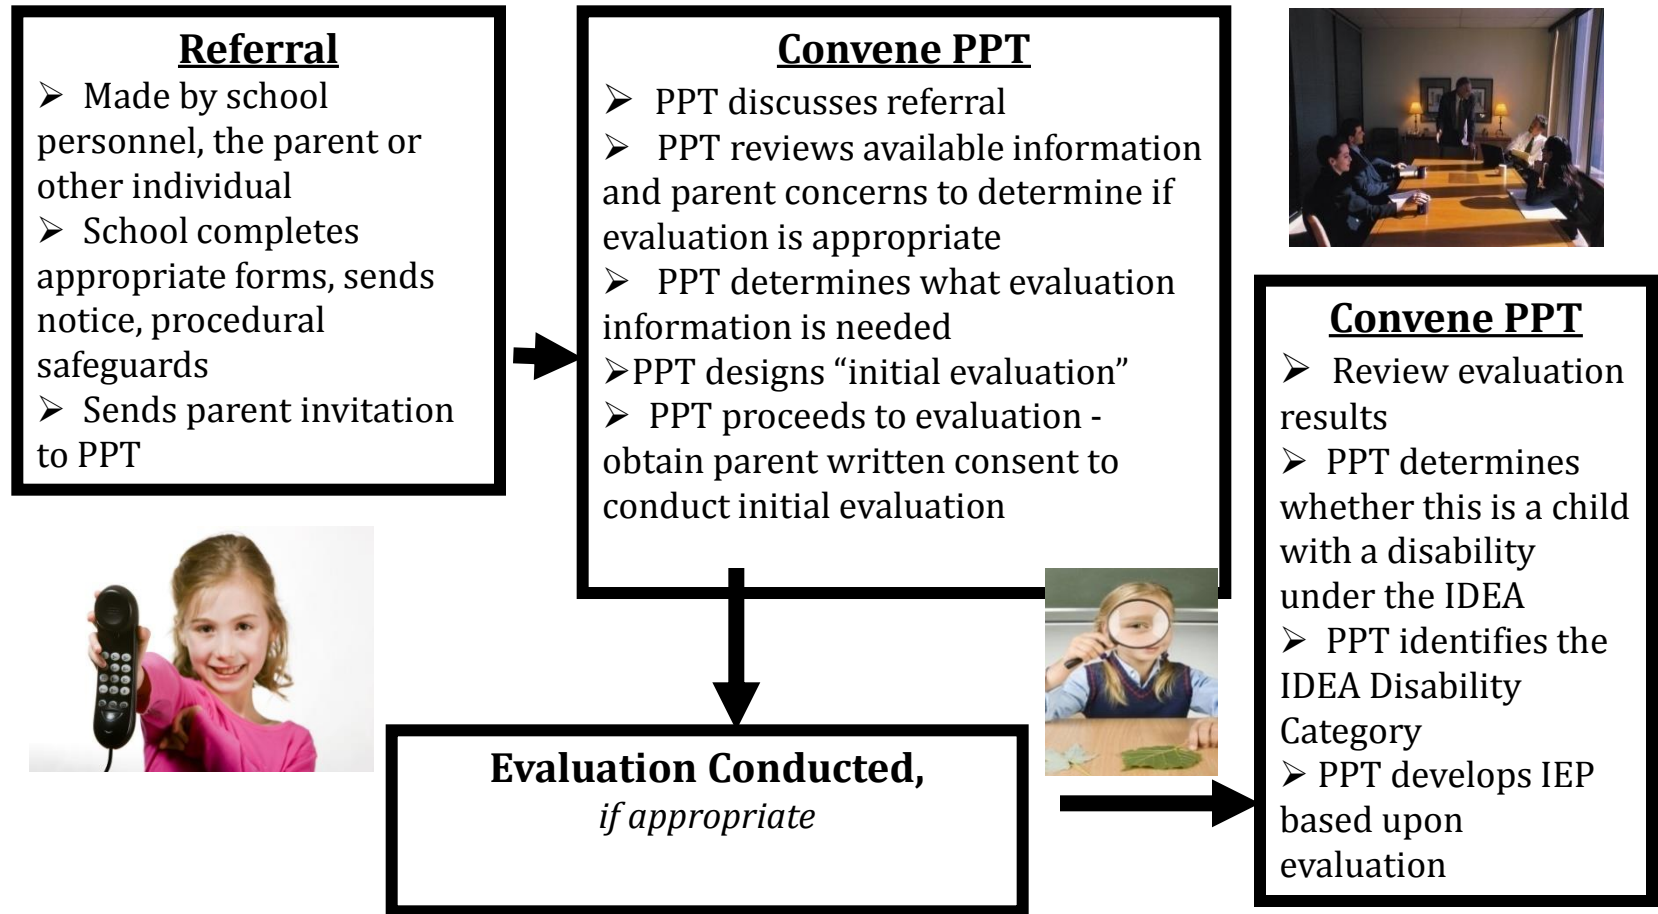 Referral
➢ Made by school
personnel, the parent or
other individual
➢ School completes
appropriate forms, sends
notice, procedural
safeguards
➢ Sends parent invitation
to PPT
Convene PPT
➢ PPT discusses referral
➢ PPT reviews available information
and parent concerns to determine if
evaluation is appropriate
➢ PPT determines what evaluation
information is needed
➢PPT designs “initial evaluation”
➢ PPT proceeds to evaluation -
obtain parent written consent to
conduct initial evaluation
Evaluation Conducted,
if appropriate
Convene PPT
➢ Review evaluation
results
➢ PPT determines
whether this is a child
with a disability
under the IDEA
➢ PPT identifies the
IDEA Disability
Category
➢ PPT develops IEP
based upon
evaluation